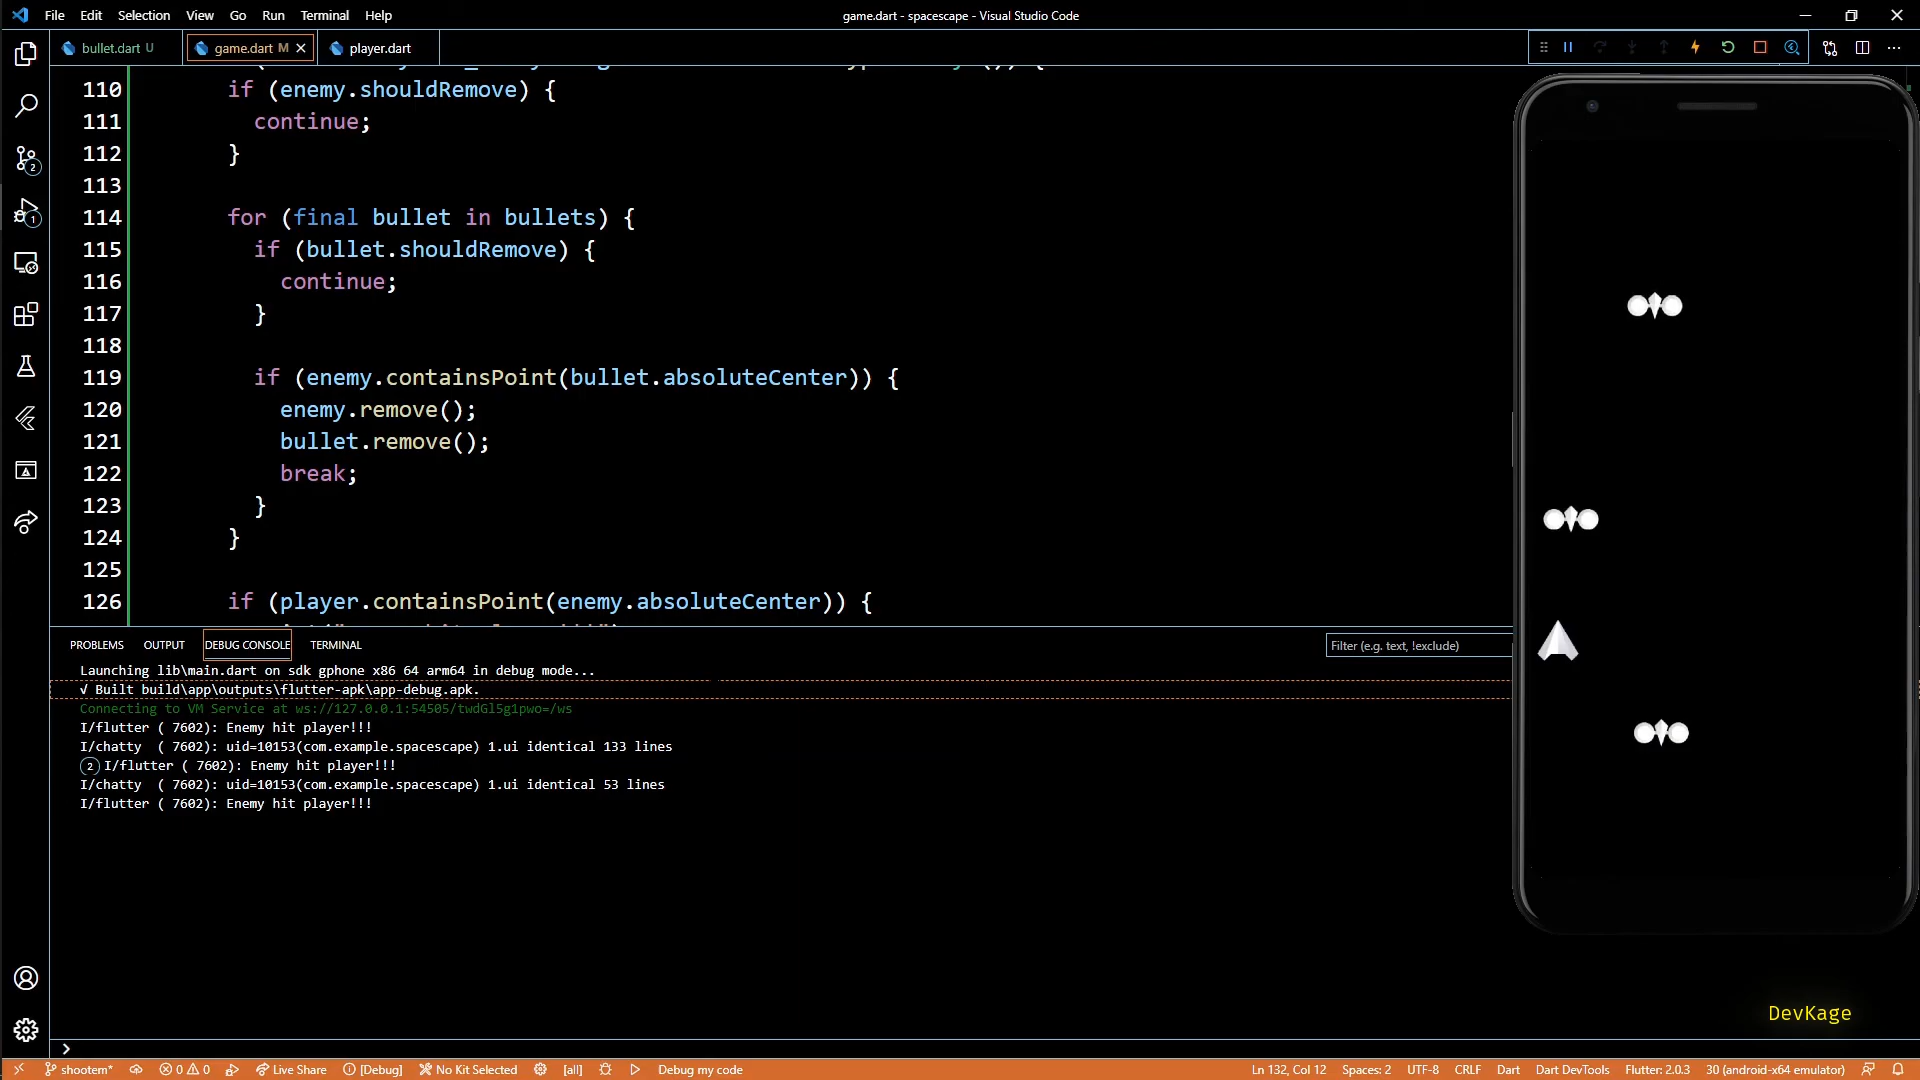 File Edit Selection View Go Run Terminal Help
game.dart - spacescape - Visual Studio Code
bullet.dart U
game.dart M
player.dart
110 if (enemy.shouldRemove) {
111 continue;
112 }
113
114 for (final bullet in bullets) {
115 if (bullet.shouldRemove) {
116 continue;
117 }
118
119 if (enemy.containsPoint(bullet.absoluteCenter)) {
120 enemy.remove();
121 bullet.remove();
122 break;
123 }
124 }
125
126 if (player.containsPoint(enemy.absoluteCenter)) {
2
1
PROBLEMS OUTPUT DEBUG CONSOLE TERMINAL
Filter (e.g. text, !exclude)
Launching lib\main.dart on sdk gphone x86 64 arm64 in debug mode...
√ Built build\app\outputs\flutter-apk\app-debug.apk.
Connecting to VM Service at ws://127.0.0.1:54505/twdGl5g1pwo=/ws
I/flutter ( 7602): Enemy hit player!!!
I/chatty  ( 7602): uid=10153(com.example.spacescape) 1.ui identical 133 lines
2 I/flutter ( 7602): Enemy hit player!!!
I/chatty  ( 7602): uid=10153(com.example.spacescape) 1.ui identical 53 lines
I/flutter ( 7602): Enemy hit player!!!
DevKage
shootem* 0 0 Live Share [Debug] No Kit Selected [all] Debug my code
Ln 132, Col 12 Spaces: 2 UTF-8 CRLF Dart Dart DevTools Flutter: 2.0.3 30 (android-x64 emulator)